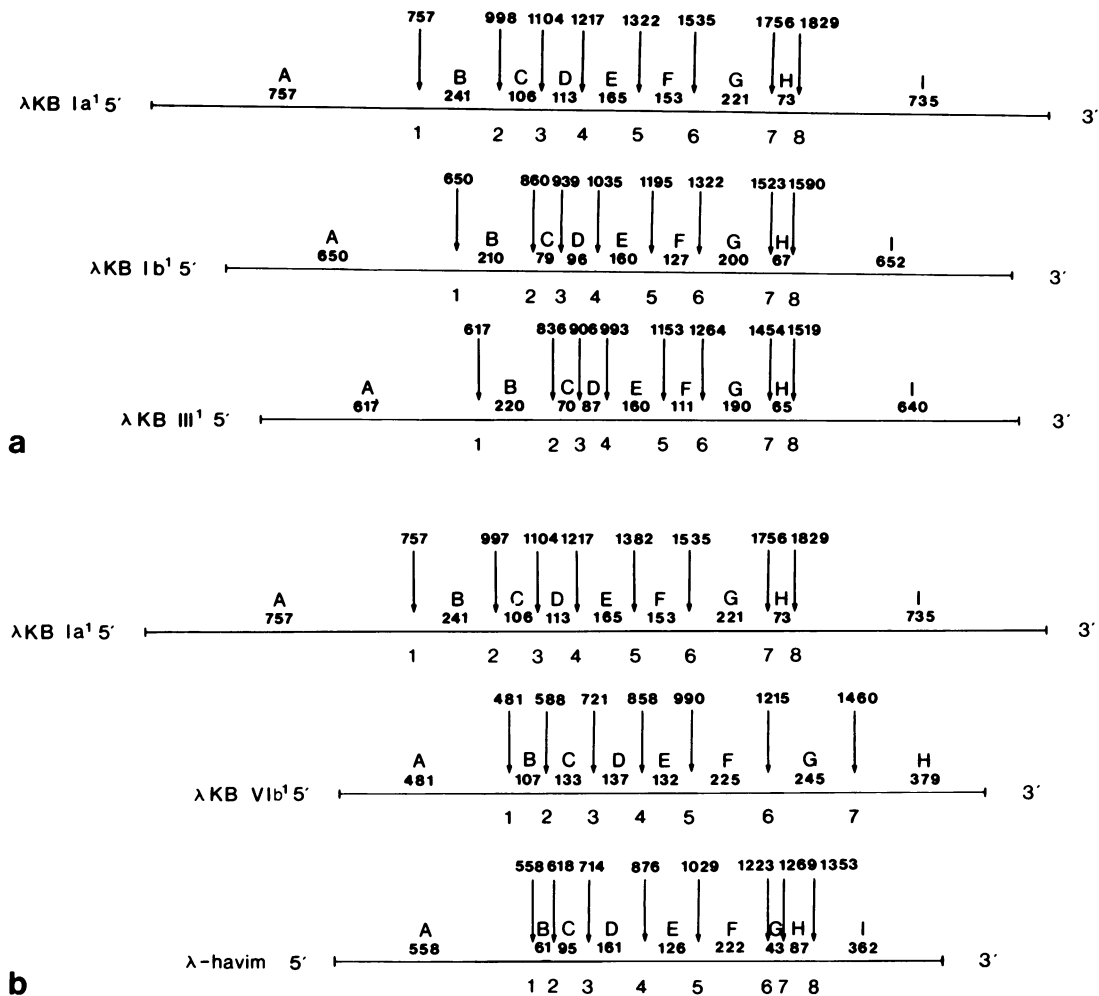 a
757 998 1104 1217 1322 1535 1756 1829
A B C D E F G H I
λKB Ia¹ 5′ 757 241 106 113 165 153 221 73 735 3′
1 2 3 4 5 6 7 8
650 860 939 1035 1195 1322 1523 1590
A B C D E F G H I
λKB Ib¹ 5′ 650 210 79 96 160 127 200 67 652 3′
1 2 3 4 5 6 7 8
617 836 906 993 1153 1264 1454 1519
A B C D E F G H I
λKB III¹ 5′ 617 220 70 87 160 111 190 65 640 3′
1 2 3 4 5 6 7 8
757 997 1104 1217 1382 1535 1756 1829
A B C D E F G H I
λKB Ia¹ 5′ 757 241 106 113 165 153 221 73 735 3′
1 2 3 4 5 6 7 8
481 588 721 858 990 1215 1460
A B C D E F G H
λKB VIb¹ 5′ 481 107 133 137 132 225 245 379 3′
1 2 3 4 5 6 7
558 618 714 876 1029 1223 1269 1353
A B C D E F G H I
λ-havim 5′ 558 61 95 161 126 222 43 87 362 3′
b
1 2 3 4 5 6 7 8